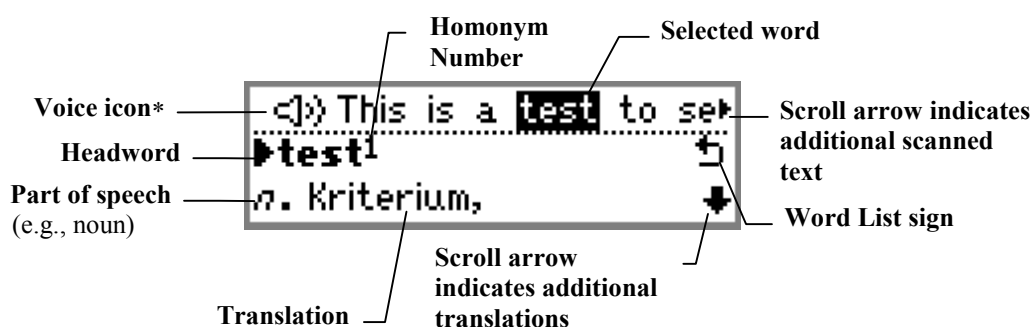 Homonym
Number
Selected word
Voice icon*
This is a test to se
Scroll arrow indicates
additional scanned
text
Headword
test1
Part of speech
(e.g., noun)
n. Kriterium,
Word List sign
Scroll arrow
indicates additional
translations
Translation